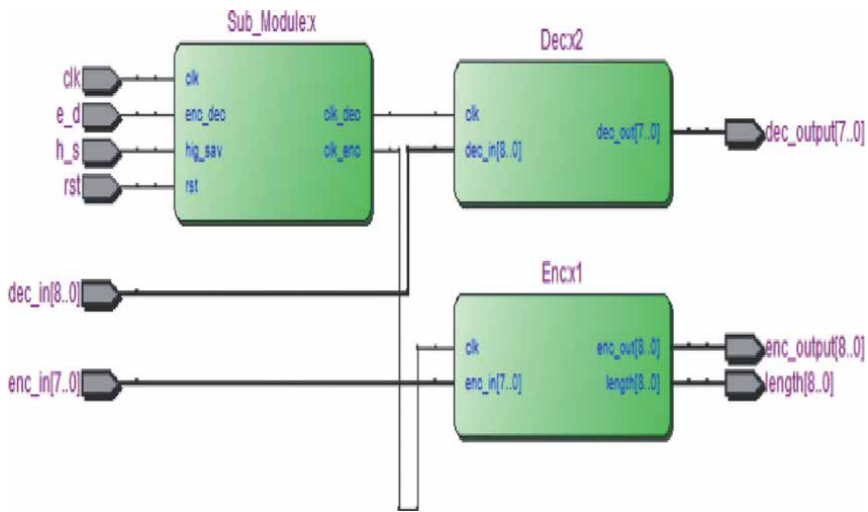 Sub_Module:x
clk
e_d
h_s
rst
clk
enc_dec
hig_sav
rst
clk_dec
clk_enc
Dec:x2
clk
dec_in[8..0]
dec_out[7..0]
dec_output[7..0]
dec_in[8..0]
enc_in[7..0]
Enc:x1
clk
enc_in[7..0]
enc_out[8..0]
length[8..0]
enc_output[8..0]
length[8..0]